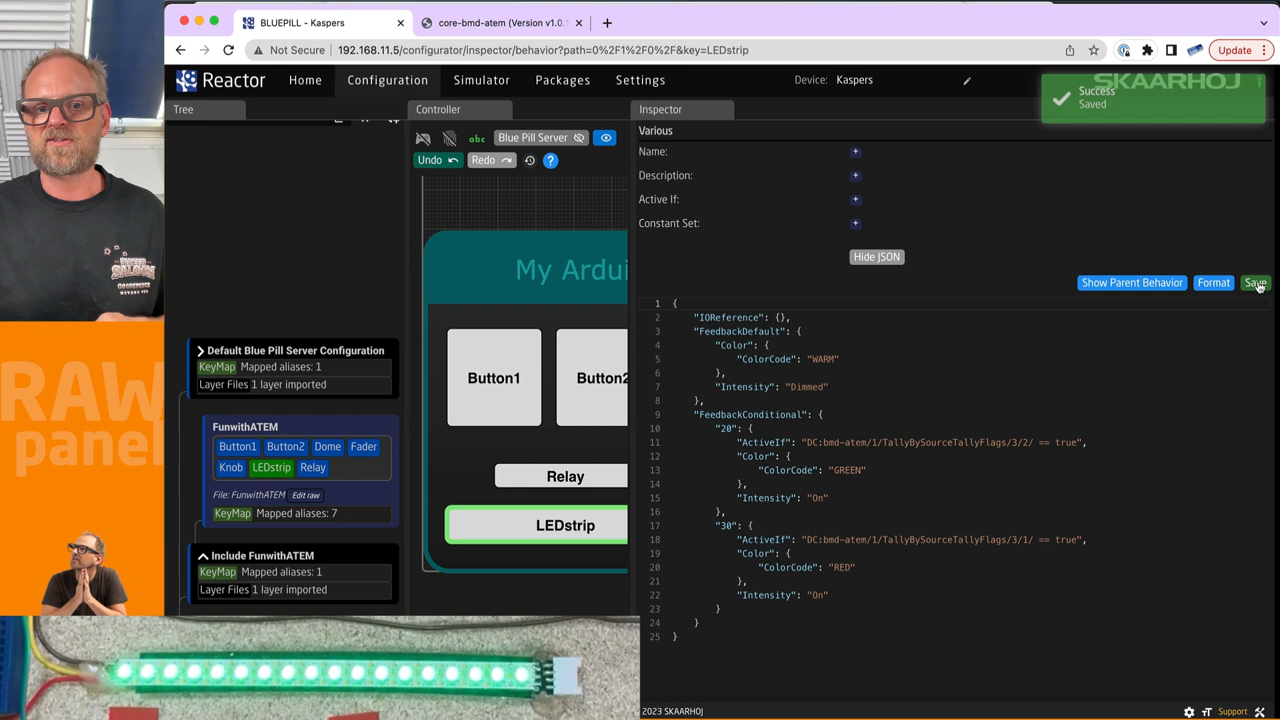 BLUEPILL - Kaspers
core-bmd-atem (Version v1.0.
Not Secure 192.168.11.5/configurator/inspector/behavior?path=0%2F1%2F0%2F&key=LEDstrip
Update
Reactor Home Configuration Simulator Packages Settings Device: Kaspers
SKAARHOJ
Success
Saved
Tree Controller Inspector
abc Blue Pill Server
Undo Redo ?
Various
Name: +
Description: +
Active If: +
Constant Set: +
Hide JSON
Show Parent Behavior Format Save
My Ardui
Button1 Button2
Relay
LEDstrip
Default Blue Pill Server Configuration
KeyMap Mapped aliases: 1
Layer Files 1 layer imported
FunwithATEM
Button1 Button2 Dome Fader
Knob LEDstrip Relay
File: FunwithATEM Edit raw
KeyMap Mapped aliases: 7
Include FunwithATEM
KeyMap Mapped aliases: 1
Layer Files 1 layer imported
1 {
2 "IOReference": {},
3 "FeedbackDefault": {
4 "Color": {
5 "ColorCode": "WARM"
6 },
7 "Intensity": "Dimmed"
8 },
9 "FeedbackConditional": {
10 "20": {
11 "ActiveIf": "DC:bmd-atem/1/TallyBySourceTallyFlags/3/2/ == true",
12 "Color": {
13 "ColorCode": "GREEN"
14 },
15 "Intensity": "On"
16 },
17 "30": {
18 "ActiveIf": "DC:bmd-atem/1/TallyBySourceTallyFlags/3/1/ == true",
19 "Color": {
20 "ColorCode": "RED"
21 },
22 "Intensity": "On"
23 }
24 }
25 }
2023 SKAARHOJ
Support
RAW
panel